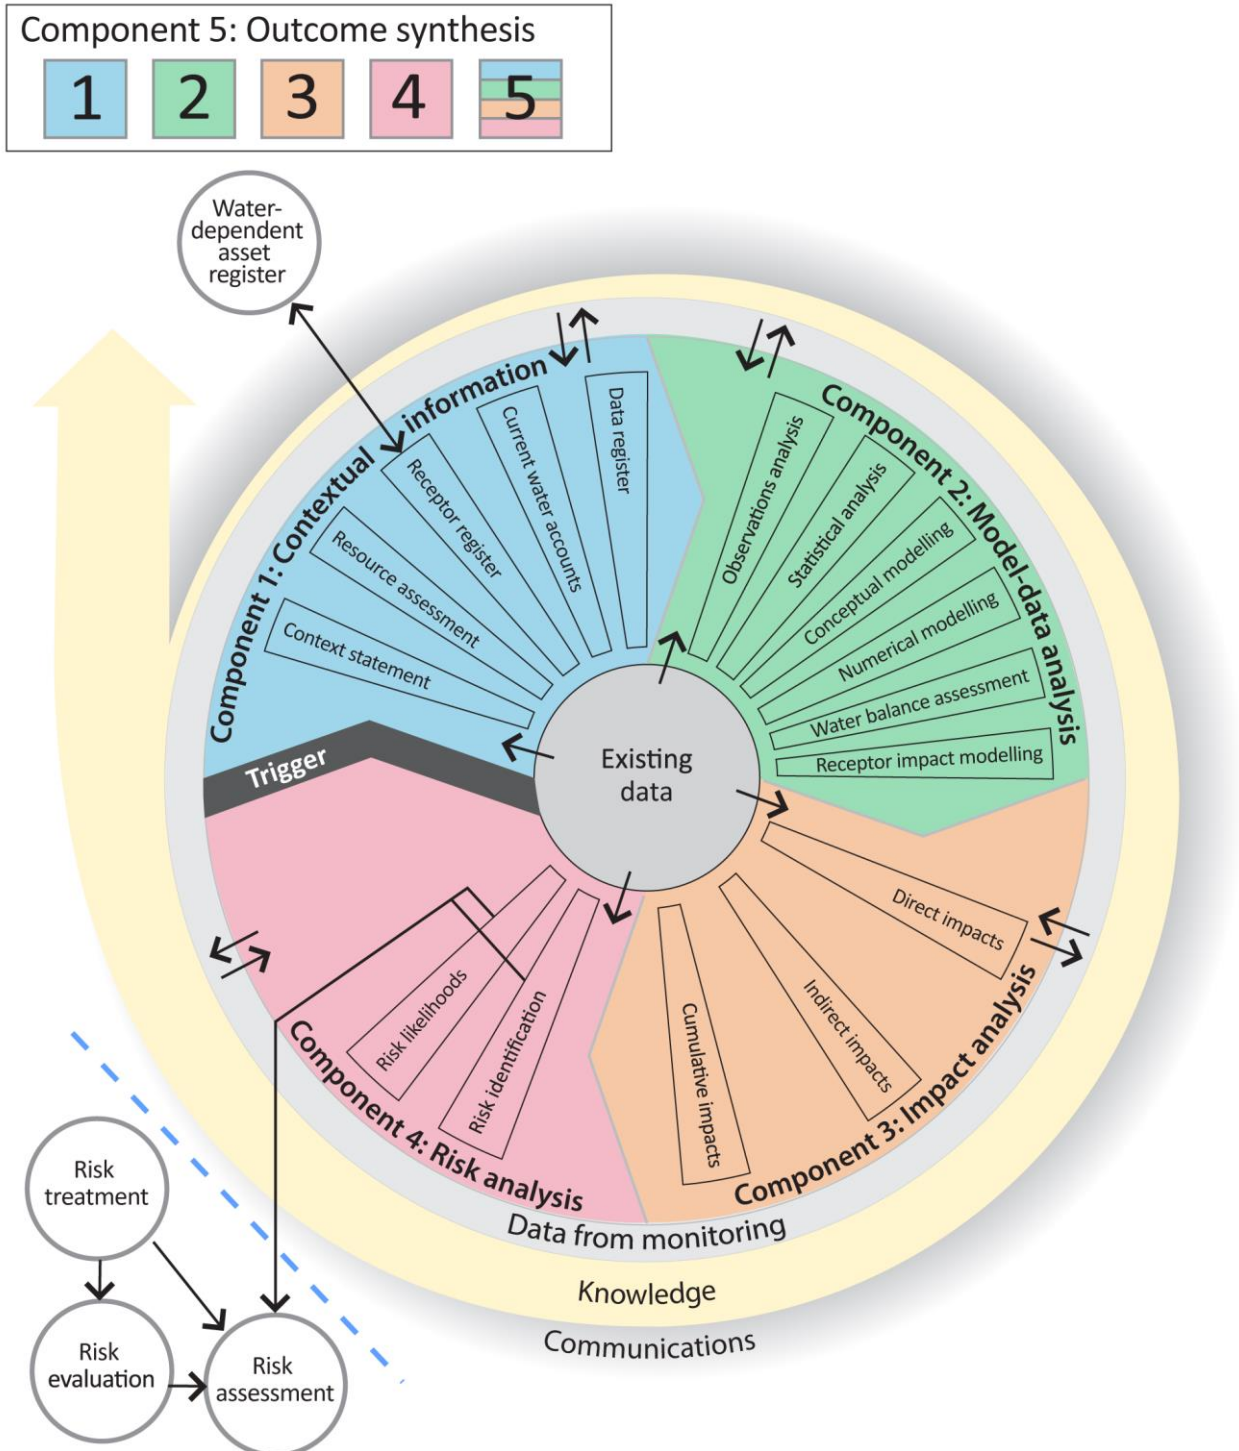 Component 5: Outcome synthesis
1 2 3 4 5
Water-
dependent
asset
register
Component 1: Contextual information
Context statement
Resource assessment
Receptor register
Current water accounts
Data register
Component 2: Model-data analysis
Observations analysis
Statistical analysis
Conceptual modelling
Numerical modelling
Water balance assessment
Receptor impact modelling
Trigger
Existing
data
Component 3: Impact analysis
Direct impacts
Indirect impacts
Cumulative impacts
Component 4: Risk analysis
Risk identification
Risk likelihoods
Data from monitoring
Knowledge
Communications
Risk
treatment
Risk
evaluation
Risk
assessment